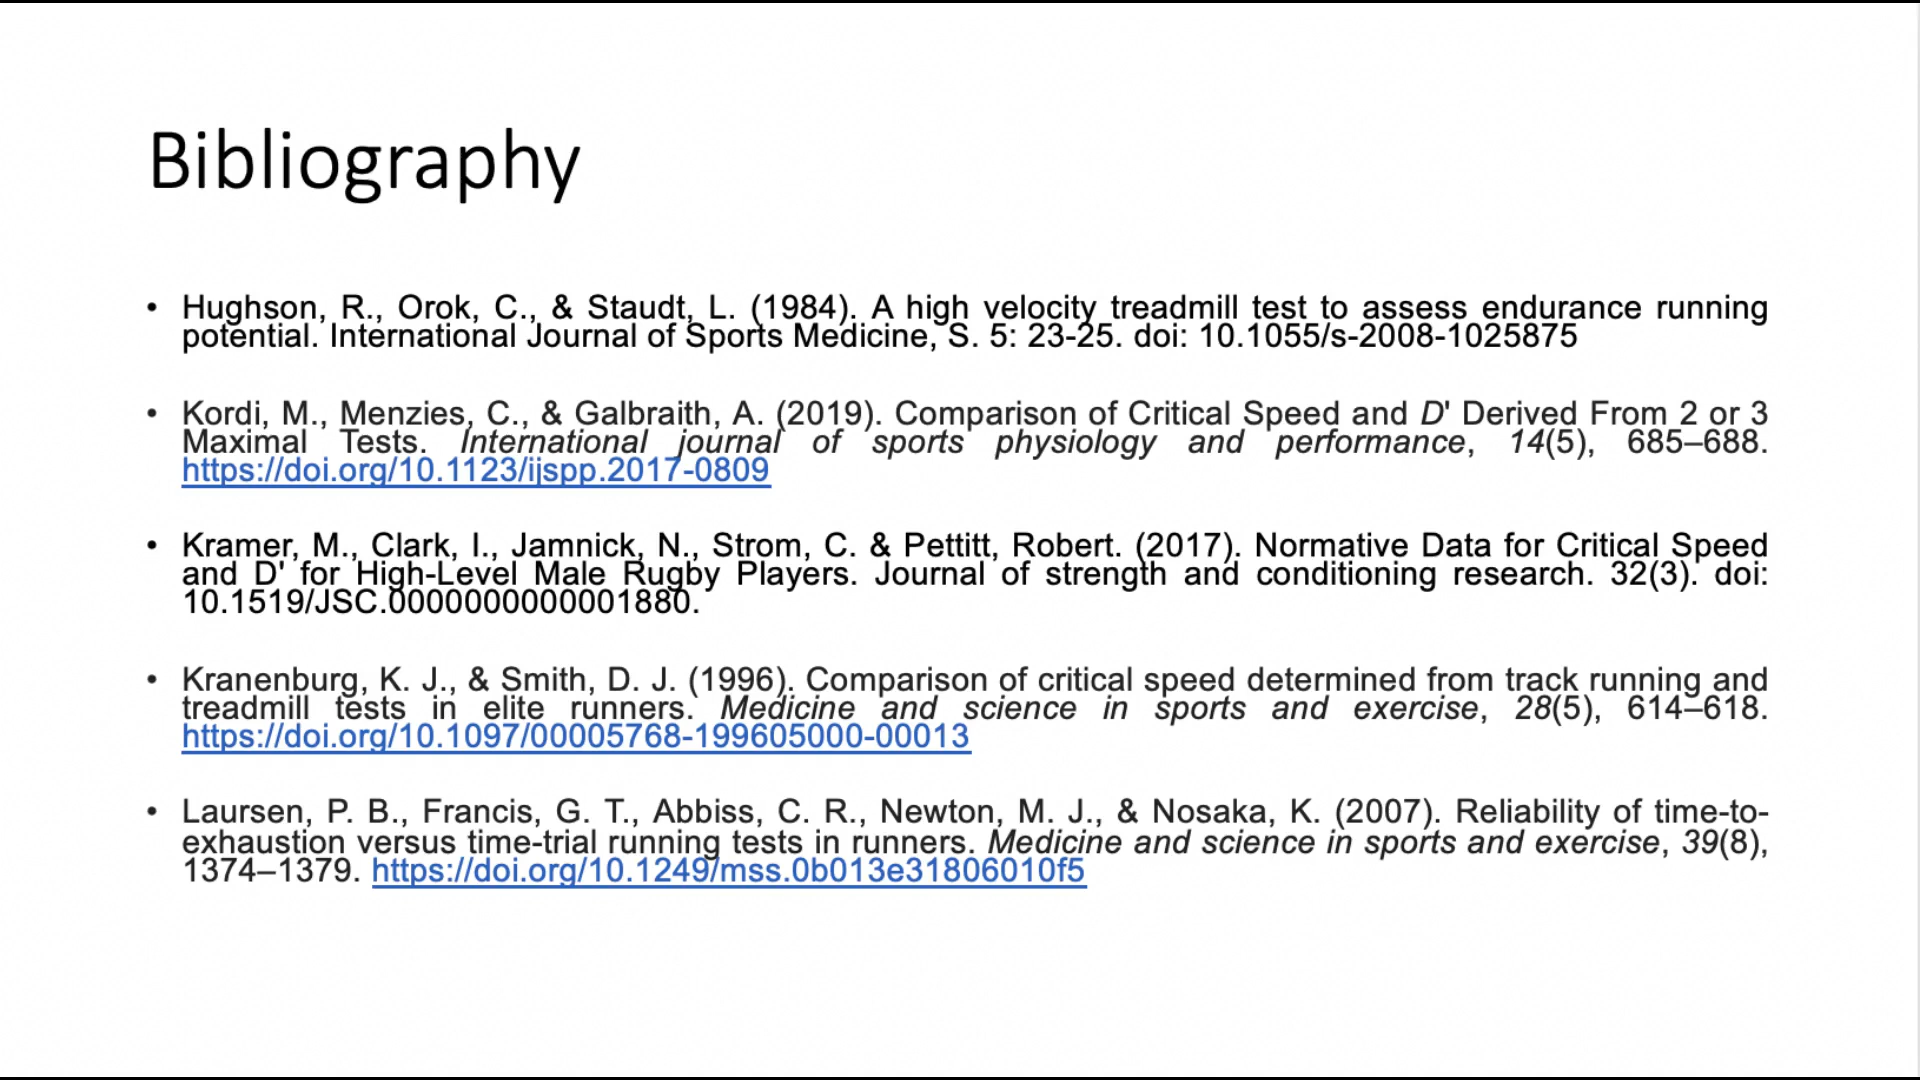 Bibliography
• Hughson, R., Orok, C., & Staudt, L. (1984). A high velocity treadmill test to assess endurance running
potential. International Journal of Sports Medicine, S. 5: 23-25. doi: 10.1055/s-2008-1025875
• Kordi, M., Menzies, C., & Galbraith, A. (2019). Comparison of Critical Speed and D' Derived From 2 or 3
Maximal Tests. International journal of sports physiology and performance, 14(5), 685–688.
https://doi.org/10.1123/ijspp.2017-0809
• Kramer, M., Clark, I., Jamnick, N., Strom, C. & Pettitt, Robert. (2017). Normative Data for Critical Speed
and D' for High-Level Male Rugby Players. Journal of strength and conditioning research. 32(3). doi:
10.1519/JSC.0000000000001880.
• Kranenburg, K. J., & Smith, D. J. (1996). Comparison of critical speed determined from track running and
treadmill tests in elite runners. Medicine and science in sports and exercise, 28(5), 614–618.
https://doi.org/10.1097/00005768-199605000-00013
• Laursen, P. B., Francis, G. T., Abbiss, C. R., Newton, M. J., & Nosaka, K. (2007). Reliability of time-to-
exhaustion versus time-trial running tests in runners. Medicine and science in sports and exercise, 39(8),
1374–1379. https://doi.org/10.1249/mss.0b013e31806010f5